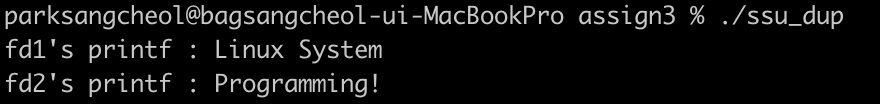 parksangcheol@bagsangcheol-ui-MacBookPro assign3 % ./ssu_dup
fd1's printf : Linux System
fd2's printf : Programming!